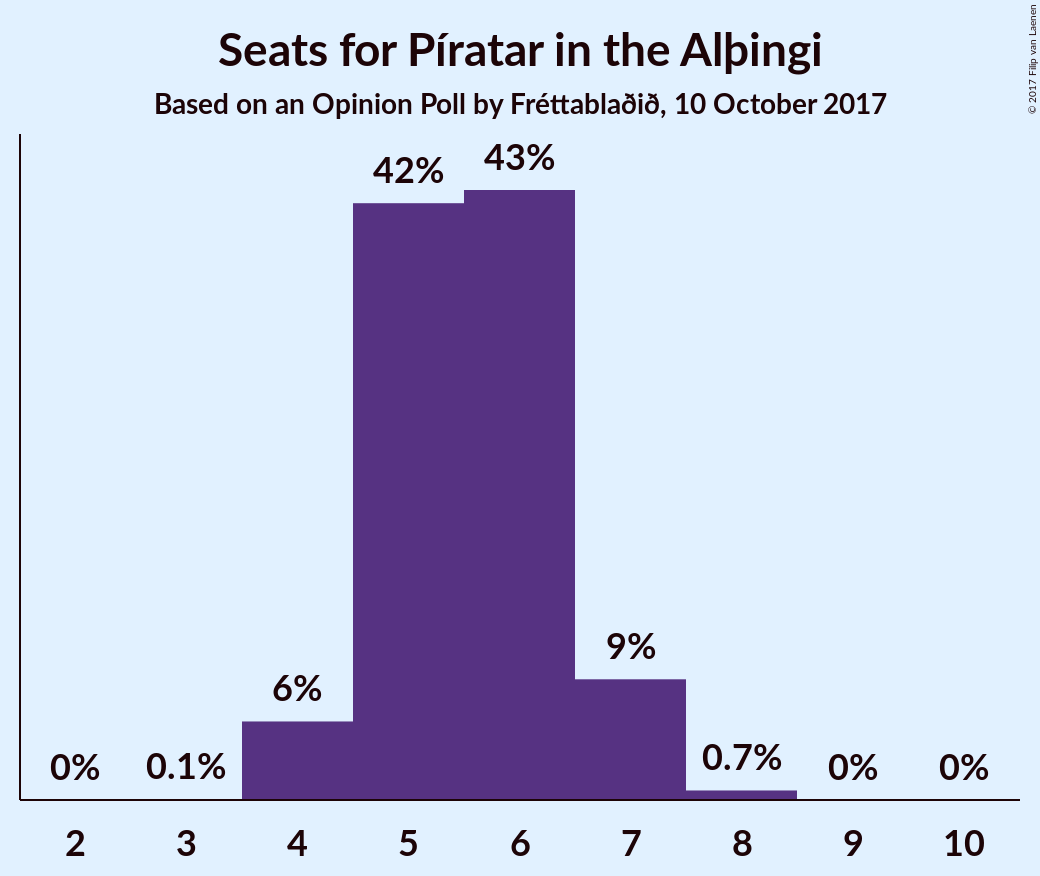 Seats for Píratar in the Alþingi
Based on an Opinion Poll by Fréttablaðið, 10 October 2017
© 2017 Filip van Laenen
0% 0.1% 6% 42% 43% 9% 0.7% 0% 0%
2 3 4 5 6 7 8 9 10